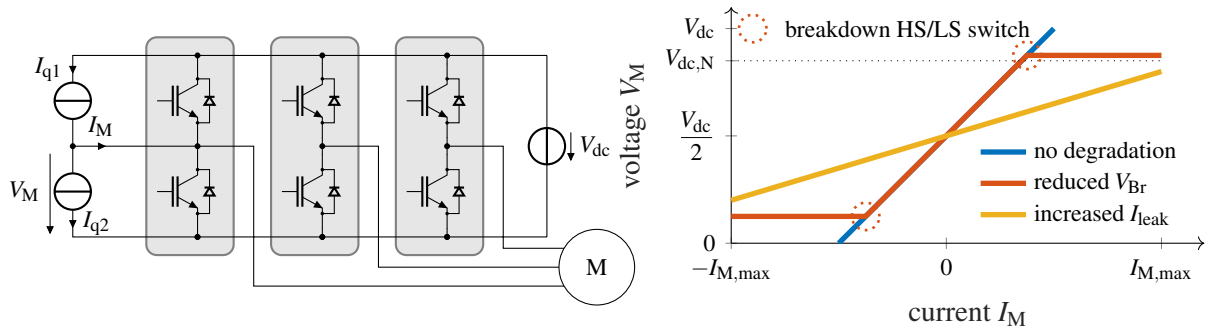 I_q1
I_M
V_M
I_q2
V_dc
M
voltage V_M
V_dc
V_dc,N
V_dc/2
0
breakdown HS/LS switch
no degradation
reduced V_Br
increased I_leak
−I_M,max
0
I_M,max
current I_M